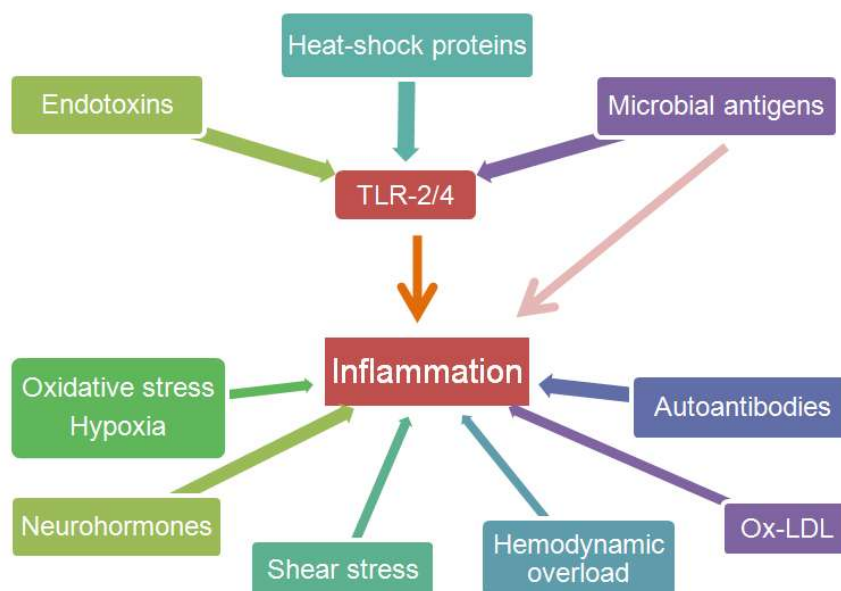 Heat-shock proteins
Endotoxins
Microbial antigens
TLR-2/4
Inflammation
Oxidative stress
Hypoxia
Autoantibodies
Neurohormones
Shear stress
Hemodynamic
overload
Ox-LDL